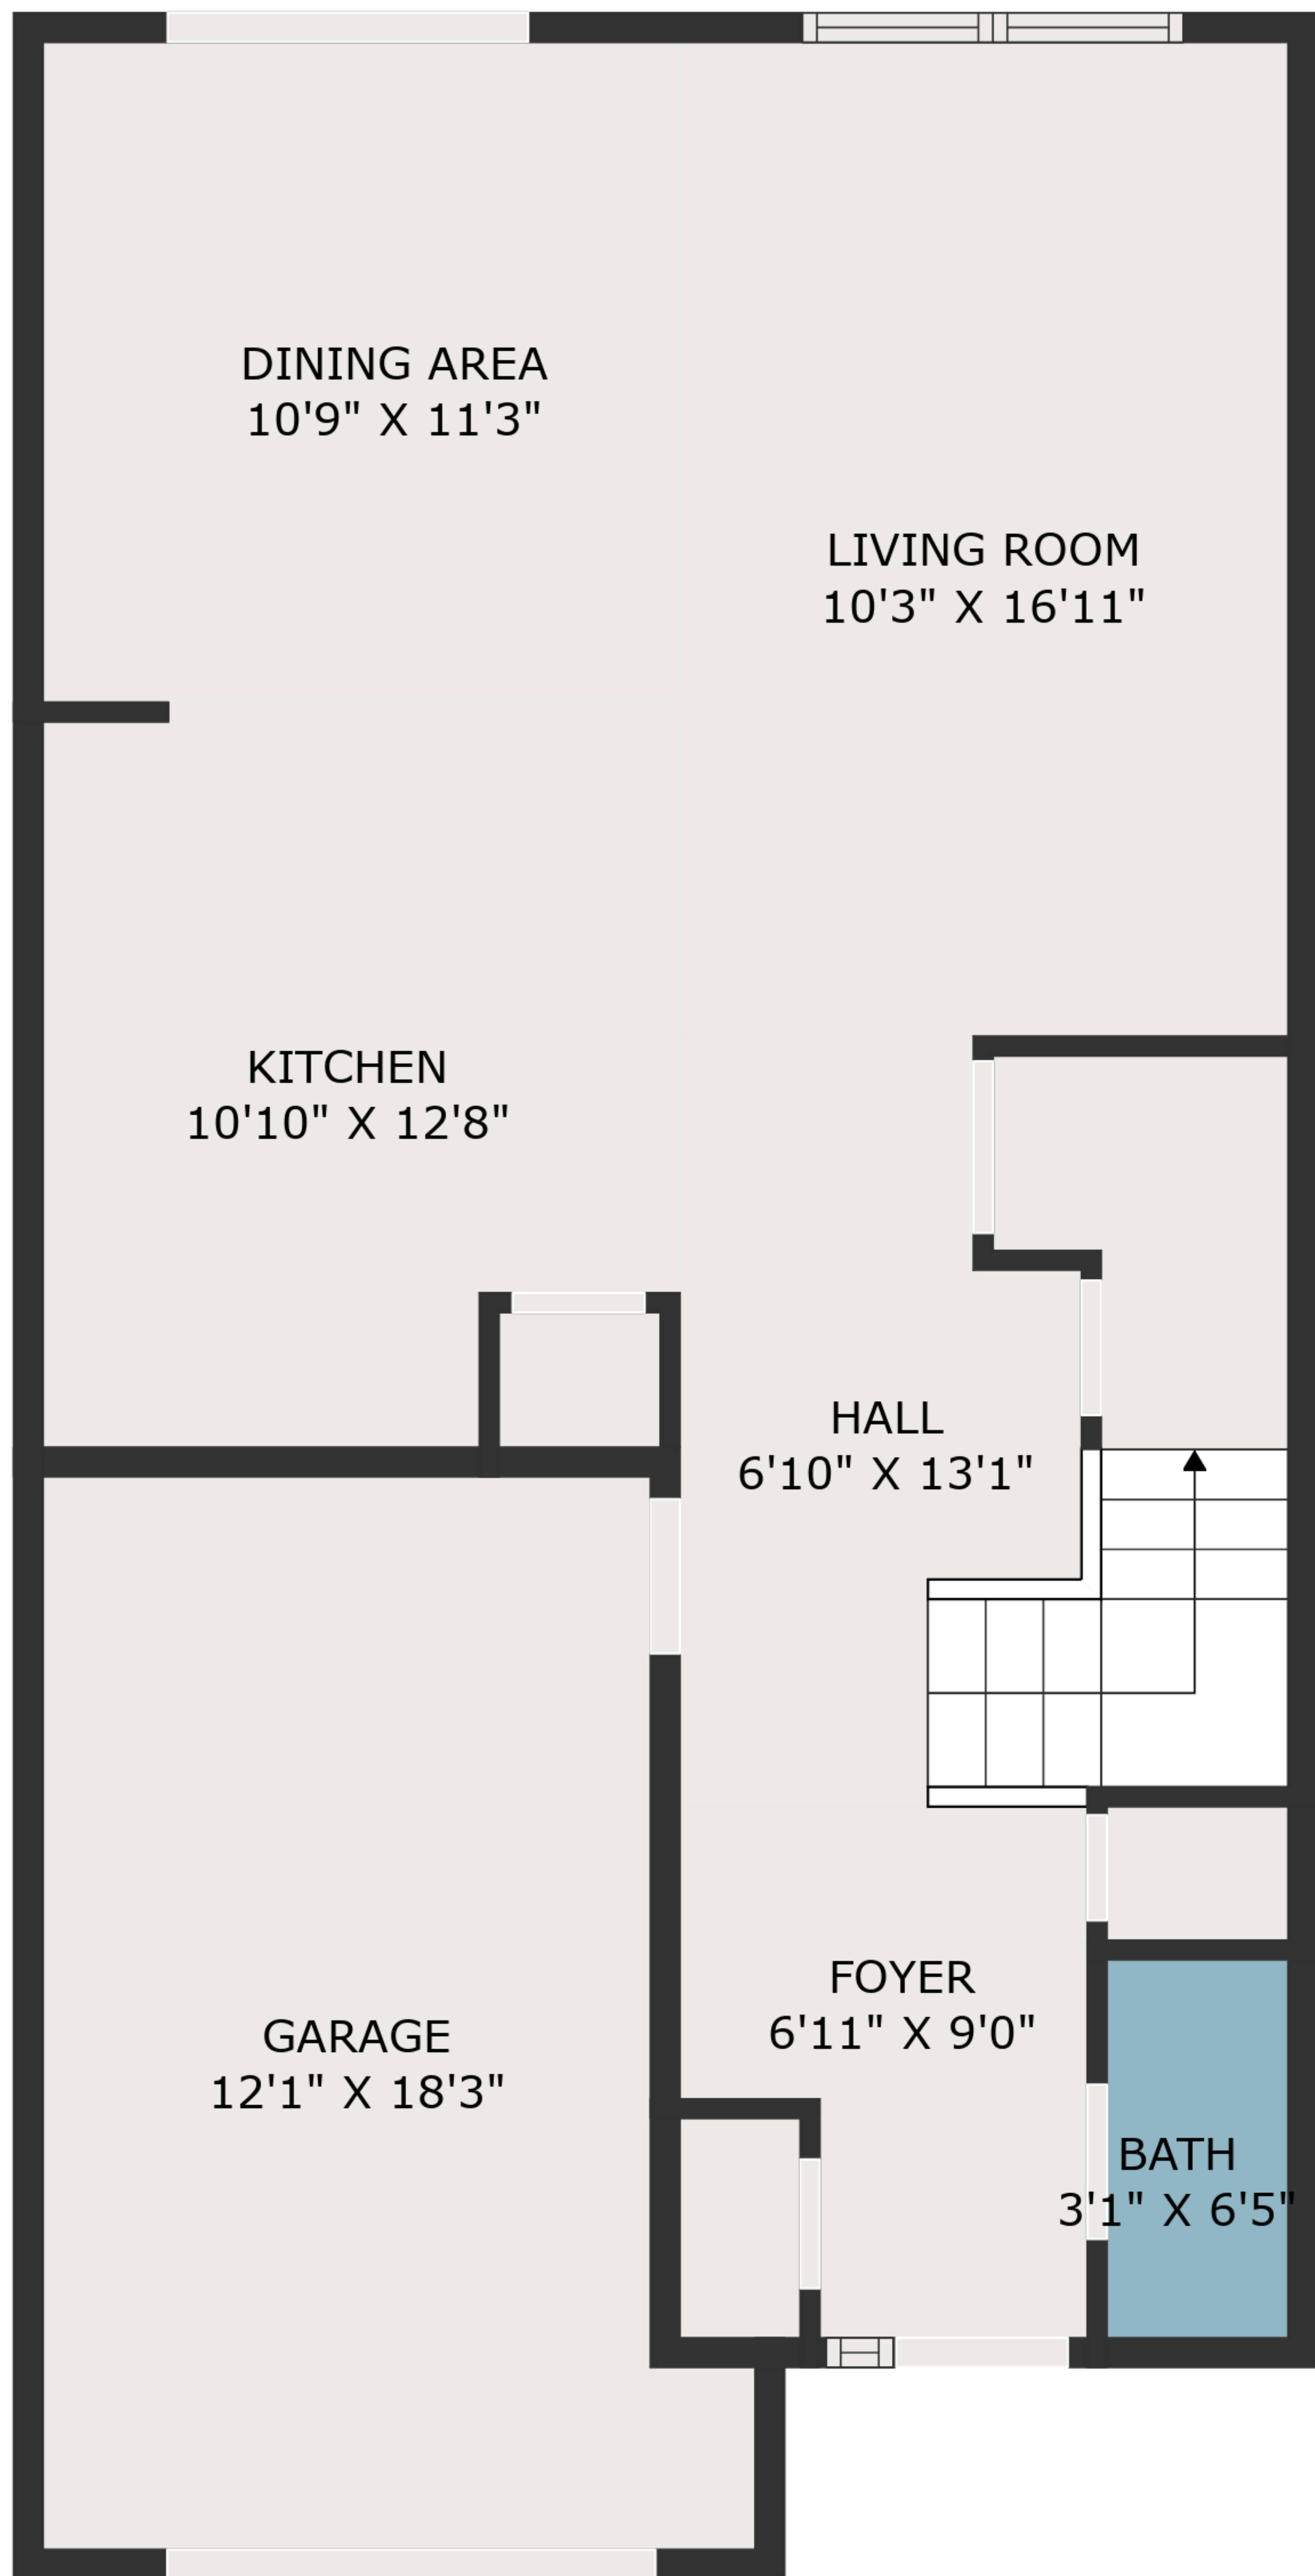 DINING AREA
10'9" X 11'3"
LIVING ROOM
10'3" X 16'11"
KITCHEN
10'10" X 12'8"
HALL
6'10" X 13'1"
FOYER
6'11" X 9'0"
GARAGE
12'1" X 18'3"
BATH
3'1" X 6'5"